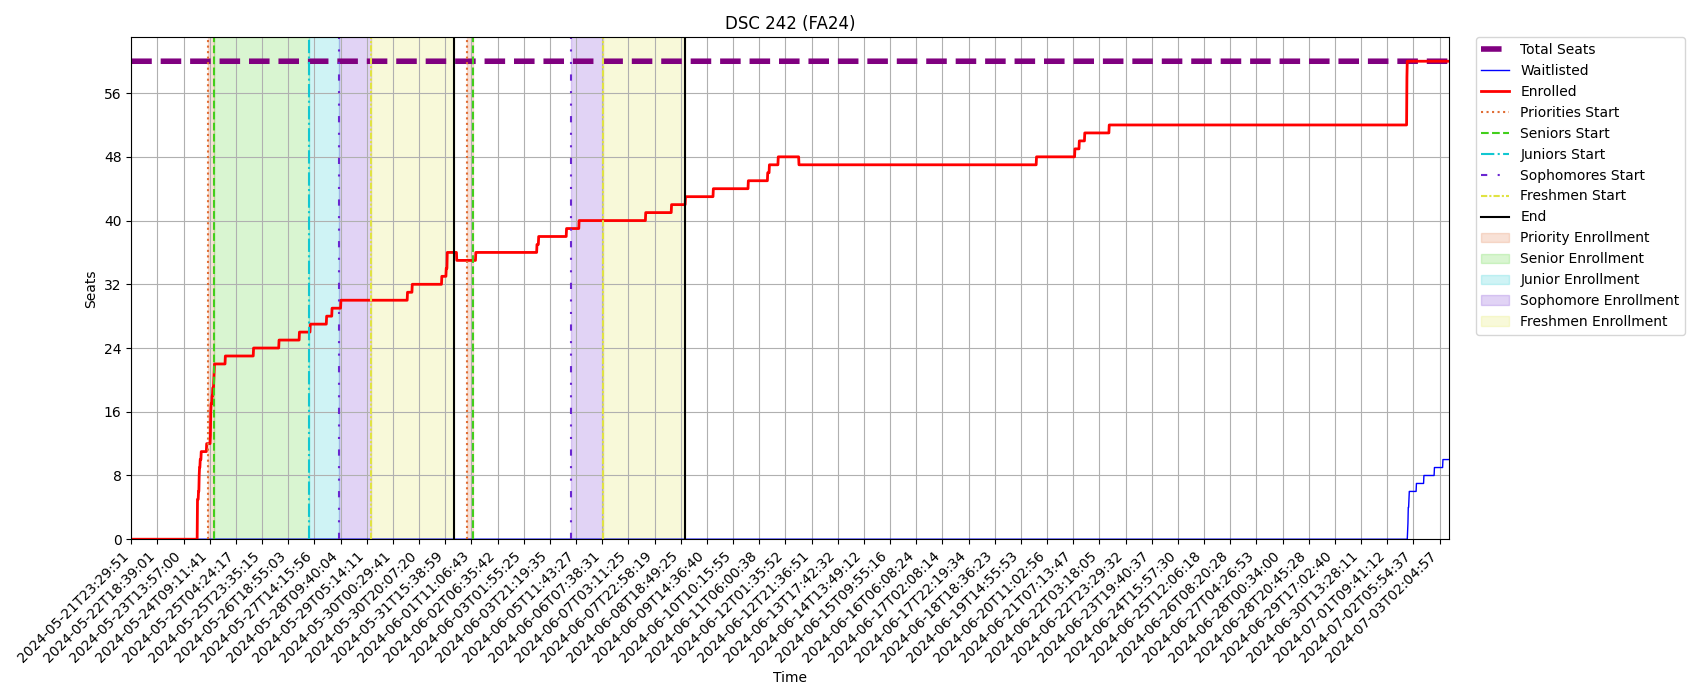 DSC 242 (FA24)
Seats
56
48
40
32
24
16
8
0
2024-05-21T23:29:51
2024-05-22T18:39:01
2024-05-23T13:57:00
2024-05-24T09:11:41
2024-05-25T04:24:17
2024-05-25T23:35:15
2024-05-26T18:55:03
2024-05-27T14:15:56
2024-05-28T09:40:04
2024-05-29T05:14:11
2024-05-30T00:29:41
2024-05-30T20:07:20
2024-05-31T15:38:59
2024-06-01T11:06:43
2024-06-02T06:35:42
2024-06-03T01:55:25
2024-06-03T21:19:35
2024-06-05T11:43:27
2024-06-06T07:38:31
2024-06-07T03:11:25
2024-06-07T22:58:19
2024-06-08T18:49:25
2024-06-09T14:36:40
2024-06-10T10:15:55
2024-06-11T06:00:38
2024-06-12T01:35:52
2024-06-12T21:36:51
2024-06-14T17:42:32
2024-06-14T13:49:12
2024-06-15T09:55:16
2024-06-16T06:08:24
2024-06-17T02:08:14
2024-06-17T22:19:34
2024-06-18T18:36:23
2024-06-19T14:55:53
2024-06-20T11:02:56
2024-06-21T07:13:47
2024-06-22T03:18:05
2024-06-22T23:29:32
2024-06-23T19:40:37
2024-06-24T15:57:30
2024-06-25T12:06:18
2024-06-26T08:20:28
2024-06-27T04:26:53
2024-06-28T00:34:00
2024-06-28T20:45:28
2024-06-29T17:02:40
2024-06-30T13:28:11
2024-07-01T09:41:12
2024-07-02T05:54:37
2024-07-03T02:04:57
Time
Total Seats
Waitlisted
Enrolled
Priorities Start
Seniors Start
Juniors Start
Sophomores Start
Freshmen Start
End
Priority Enrollment
Senior Enrollment
Junior Enrollment
Sophomore Enrollment
Freshmen Enrollment